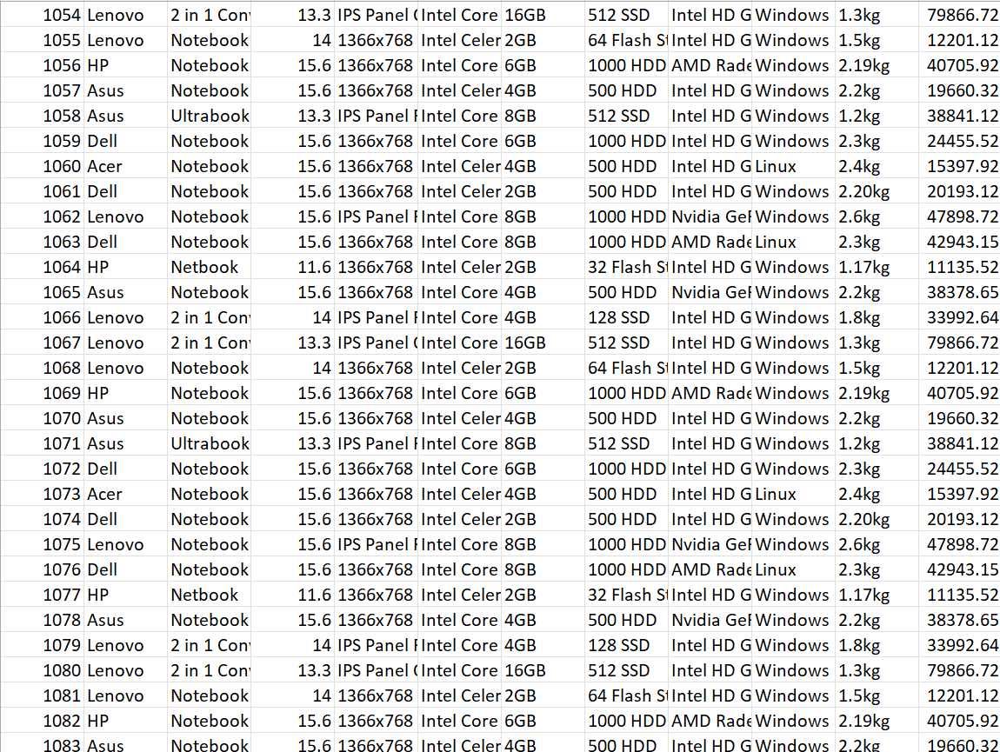 1054 Lenovo 2 in 1 Con 13.3 IPS Panel Intel Core 16GB 512 SSD Intel HD G Windows 1.3kg 79866.72
1055 Lenovo Notebook 14 1366x768 Intel Celer 2GB 64 Flash St Intel HD G Windows 1.5kg 12201.12
1056 HP Notebook 15.6 1366x768 Intel Core 6GB 1000 HDD AMD Rade Windows 2.19kg 40705.92
1057 Asus Notebook 15.6 1366x768 Intel Celer 4GB 500 HDD Intel HD G Windows 2.2kg 19660.32
1058 Asus Ultrabook 13.3 IPS Panel Intel Core 8GB 512 SSD Intel HD G Windows 1.2kg 38841.12
1059 Dell Notebook 15.6 1366x768 Intel Core 6GB 1000 HDD Intel HD G Windows 2.3kg 24455.52
1060 Acer Notebook 15.6 1366x768 Intel Celer 4GB 500 HDD Intel HD G Linux 2.4kg 15397.92
1061 Dell Notebook 15.6 1366x768 Intel Celer 2GB 500 HDD Intel HD G Windows 2.20kg 20193.12
1062 Lenovo Notebook 15.6 IPS Panel Intel Core 8GB 1000 HDD Nvidia GeF Windows 2.6kg 47898.72
1063 Dell Notebook 15.6 1366x768 Intel Core 8GB 1000 HDD AMD Rade Linux 2.3kg 42943.15
1064 HP Netbook 11.6 1366x768 Intel Celer 2GB 32 Flash St Intel HD G Windows 1.17kg 11135.52
1065 Asus Notebook 15.6 1366x768 Intel Core 4GB 500 HDD Nvidia GeF Windows 2.2kg 38378.65
1066 Lenovo 2 in 1 Con 14 IPS Panel Intel Core 4GB 128 SSD Intel HD G Windows 1.8kg 33992.64
1067 Lenovo 2 in 1 Con 13.3 IPS Panel Intel Core 16GB 512 SSD Intel HD G Windows 1.3kg 79866.72
1068 Lenovo Notebook 14 1366x768 Intel Celer 2GB 64 Flash St Intel HD G Windows 1.5kg 12201.12
1069 HP Notebook 15.6 1366x768 Intel Core 6GB 1000 HDD AMD Rade Windows 2.19kg 40705.92
1070 Asus Notebook 15.6 1366x768 Intel Celer 4GB 500 HDD Intel HD G Windows 2.2kg 19660.32
1071 Asus Ultrabook 13.3 IPS Panel Intel Core 8GB 512 SSD Intel HD G Windows 1.2kg 38841.12
1072 Dell Notebook 15.6 1366x768 Intel Core 6GB 1000 HDD Intel HD G Windows 2.3kg 24455.52
1073 Acer Notebook 15.6 1366x768 Intel Celer 4GB 500 HDD Intel HD G Linux 2.4kg 15397.92
1074 Dell Notebook 15.6 1366x768 Intel Celer 2GB 500 HDD Intel HD G Windows 2.20kg 20193.12
1075 Lenovo Notebook 15.6 IPS Panel Intel Core 8GB 1000 HDD Nvidia GeF Windows 2.6kg 47898.72
1076 Dell Notebook 15.6 1366x768 Intel Core 8GB 1000 HDD AMD Rade Linux 2.3kg 42943.15
1077 HP Netbook 11.6 1366x768 Intel Celer 2GB 32 Flash St Intel HD G Windows 1.17kg 11135.52
1078 Asus Notebook 15.6 1366x768 Intel Core 4GB 500 HDD Nvidia GeF Windows 2.2kg 38378.65
1079 Lenovo 2 in 1 Con 14 IPS Panel Intel Core 4GB 128 SSD Intel HD G Windows 1.8kg 33992.64
1080 Lenovo 2 in 1 Con 13.3 IPS Panel Intel Core 16GB 512 SSD Intel HD G Windows 1.3kg 79866.72
1081 Lenovo Notebook 14 1366x768 Intel Celer 2GB 64 Flash St Intel HD G Windows 1.5kg 12201.12
1082 HP Notebook 15.6 1366x768 Intel Core 6GB 1000 HDD AMD Rade Windows 2.19kg 40705.92
1083 Asus Notebook 15.6 1366x768 Intel Celer 4GB 500 HDD Intel HD G Windows 2.2kg 19660.32